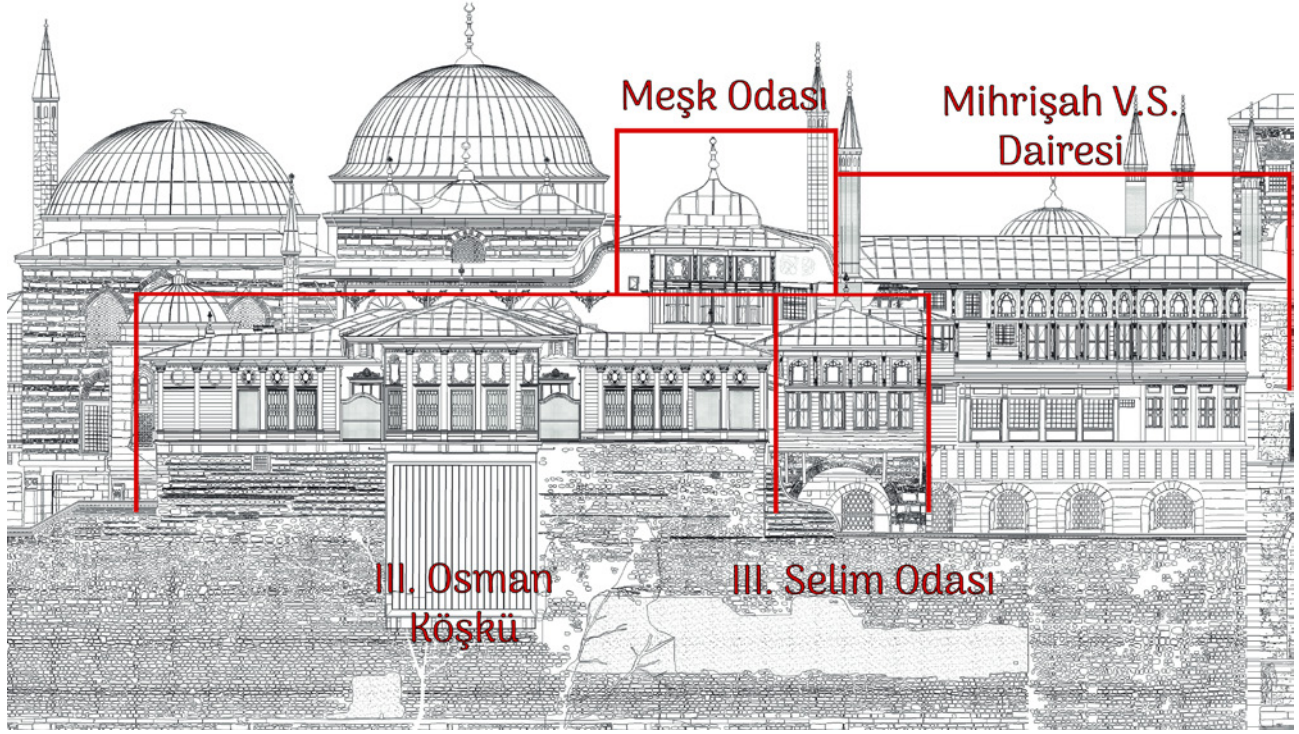 Meşk Odası
Mihrişah V.S.
Dairesi
III. Osman
Köşkü
III. Selim Odası